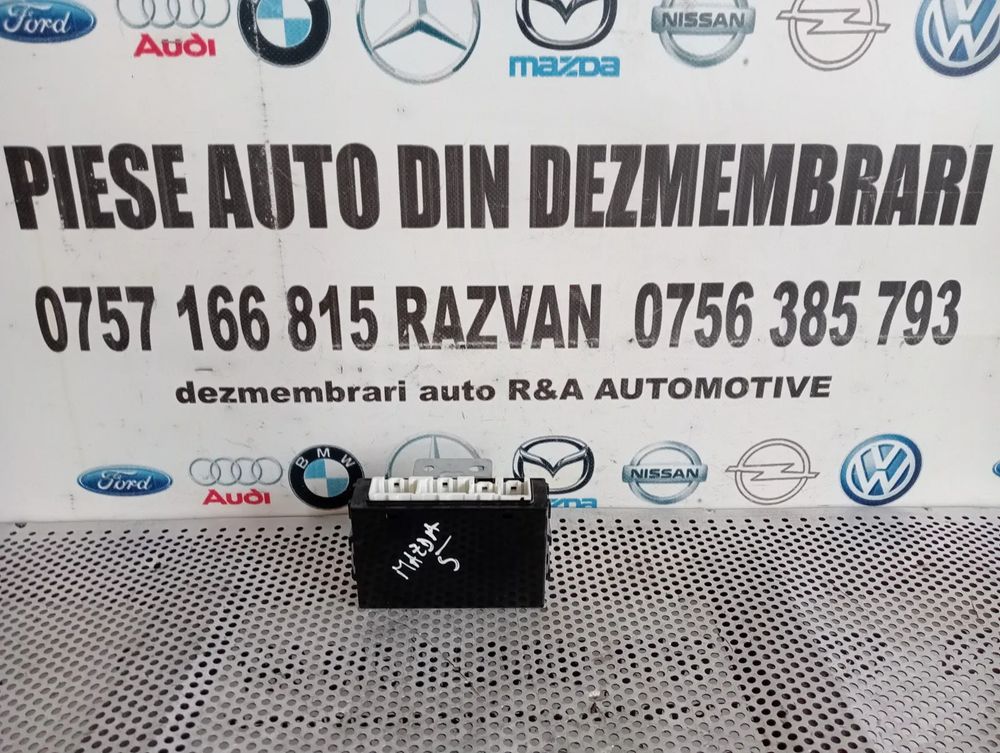 Ford Audi mazda NISSAN
PIESE AUTO DIN DEZMEMBRARI
0757 166 815 RAZVAN 0756 385 793
dezmembrari auto R&A AUTOMOTIVE
Ford Audi BMW mazda NISSAN
MAZDA
5